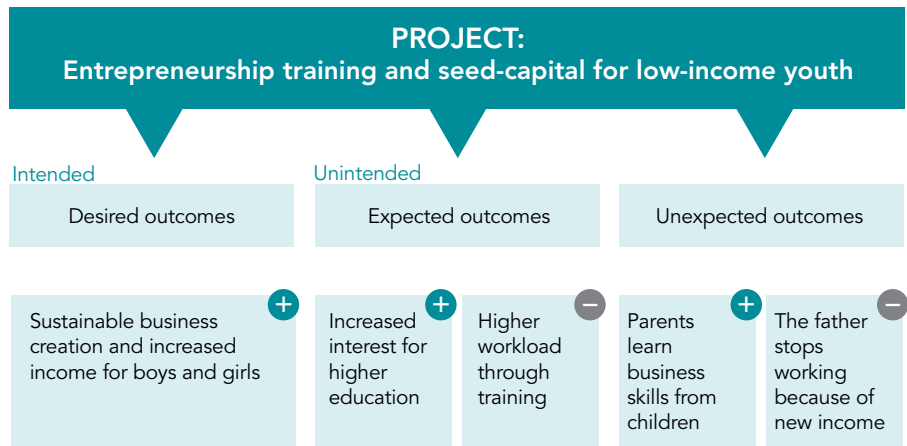 PROJECT:
Entrepreneurship training and seed-capital for low-income youth
Intended
Unintended
Desired outcomes
Expected outcomes
Unexpected outcomes
+
Sustainable business
creation and increased
income for boys and girls
+
Increased
interest for
higher
education
−
Higher
workload
through
training
+
Parents
learn
business
skills from
children
−
The father
stops
working
because of
new income